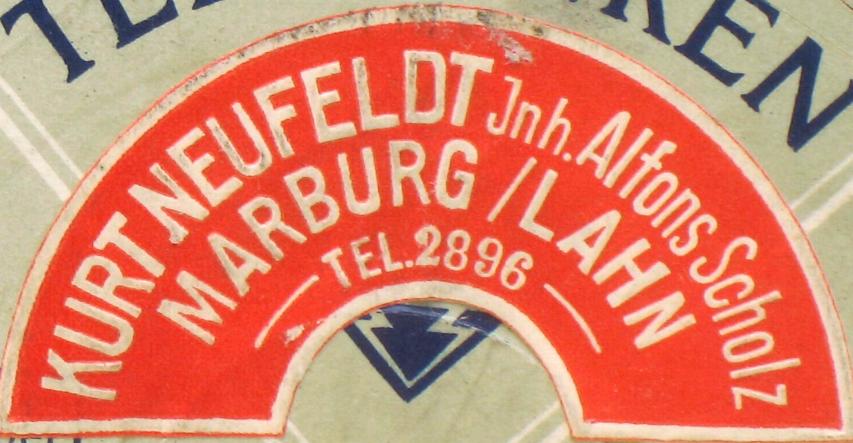 KURT NEUFELDT Jnh. Alfons Scholz
MARBURG / LAHN
TEL. 2896